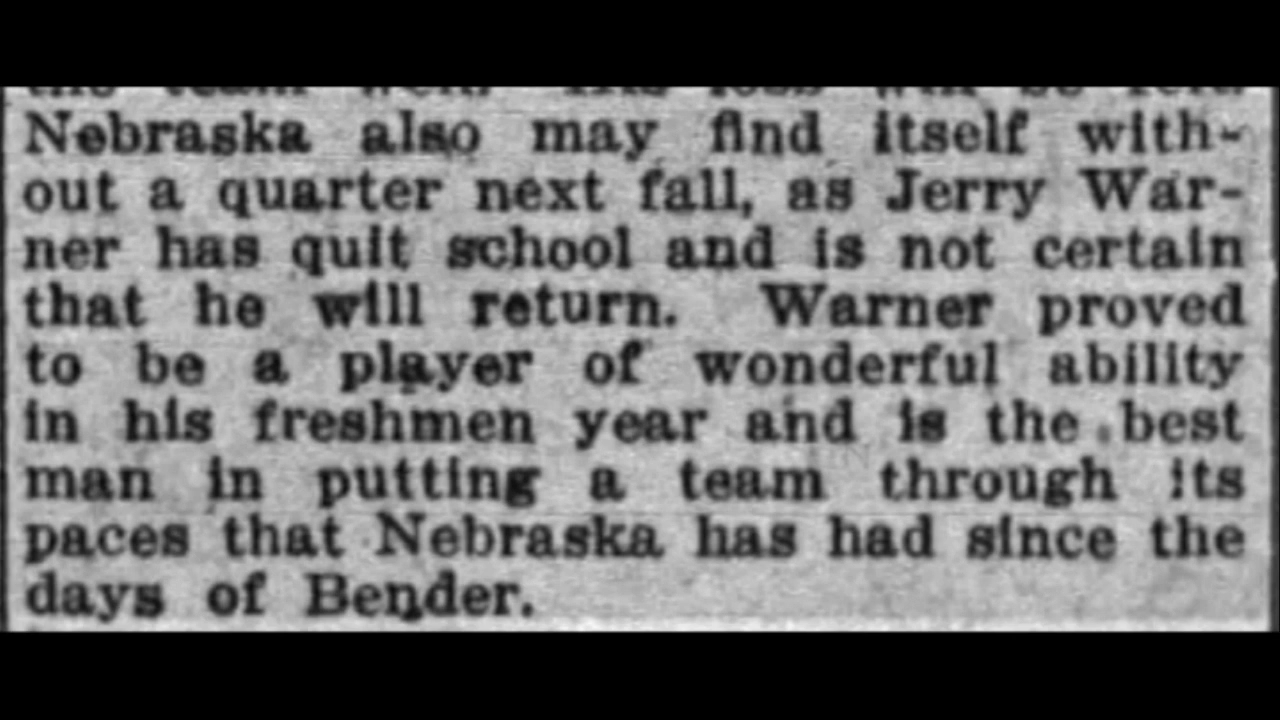 Nebraska also may find itself with-
out a quarter next fall, as Jerry War-
ner has quit school and is not certain
that he will return. Warner proved
to be a player of wonderful ability
in his freshmen year and is the best
man in putting a team through its
paces that Nebraska has had since the
days of Bender.